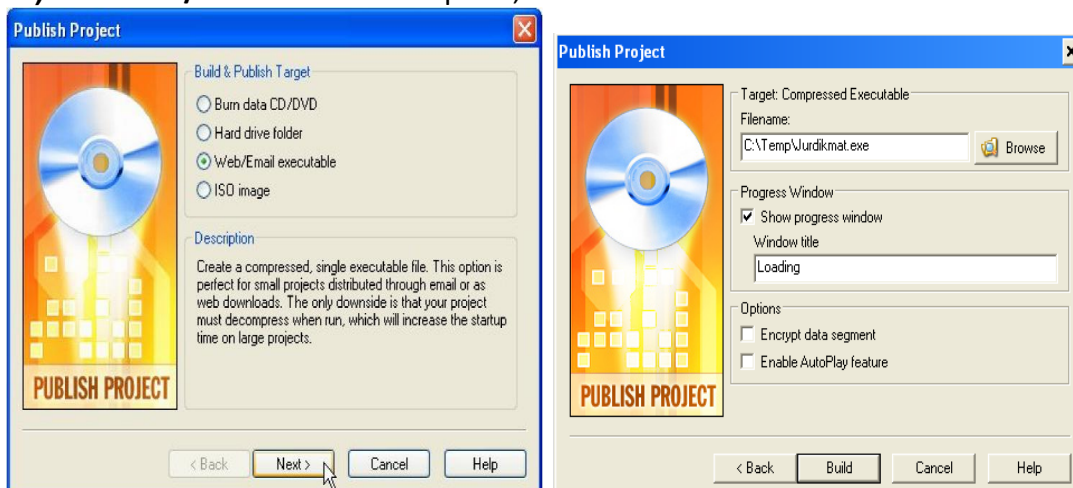 Publish Project
Build & Publish Target
Burn data CD/DVD
Hard drive folder
Web/Email executable
ISO image
Description
Create a compressed, single executable file. This option is
perfect for small projects distributed through email or as
web downloads. The only downside is that your project
must decompress when run, which will increase the startup
time on large projects.
PUBLISH PROJECT
< Back
Next >
Cancel
Help
Publish Project
Target: Compressed Executable
Filename:
C:\Temp\Jurdikmat.exe
Browse
Progress Window
Show progress window
Window title
Loading
Options
Encrypt data segment
Enable AutoPlay feature
PUBLISH PROJECT
< Back
Build
Cancel
Help